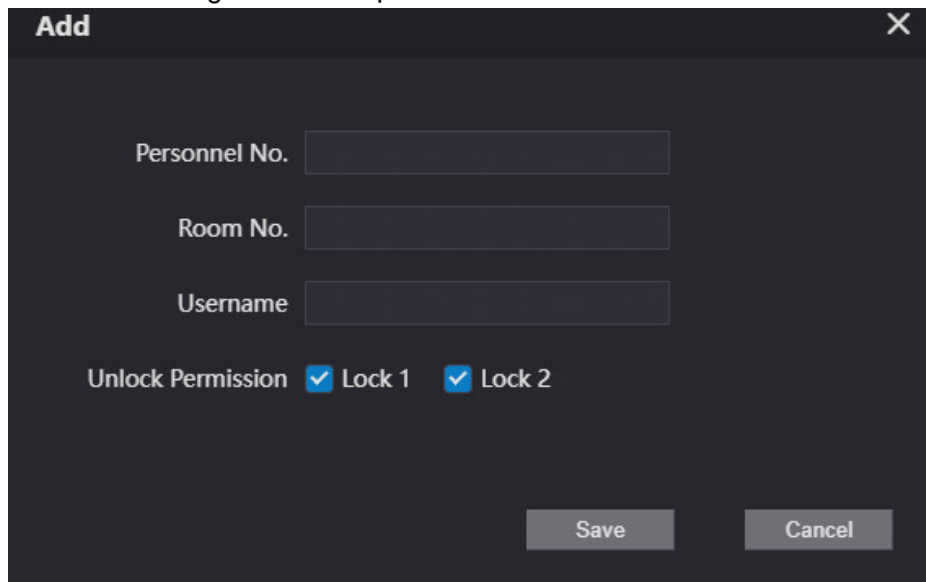 Add
Personnel No.
Room No.
Username
Unlock Permission Lock 1 Lock 2
Save Cancel